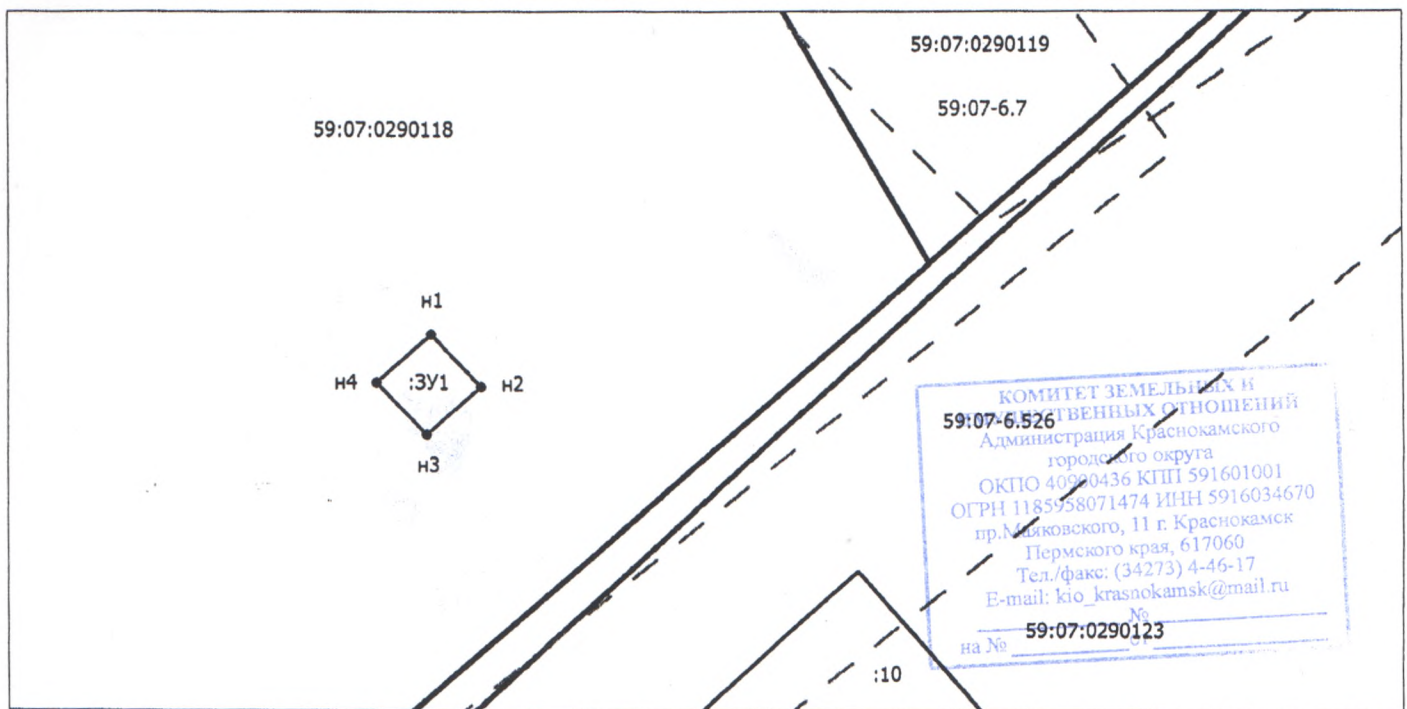 59:07:0290119
59:07-6.7
59:07:0290118
н1
н4
:ЗУ1
н2
н3
59:07-6.526
КОМИТЕТ ЗЕМЕЛЬНЫХ И
ИМУЩЕСТВЕННЫХ ОТНОШЕНИЙ
Администрация Краснокамского
городского округа
ОКПО 40900436 КПП 591601001
ОГРН 1185958071474 ИНН 5916034670
пр.Маяковского, 11 г. Краснокамск
Пермского края, 617060
Тел./факс: (34273) 4-46-17
E-mail: kio_krasnokamsk@mail.ru
№
59:07:0290123
на № от
:10